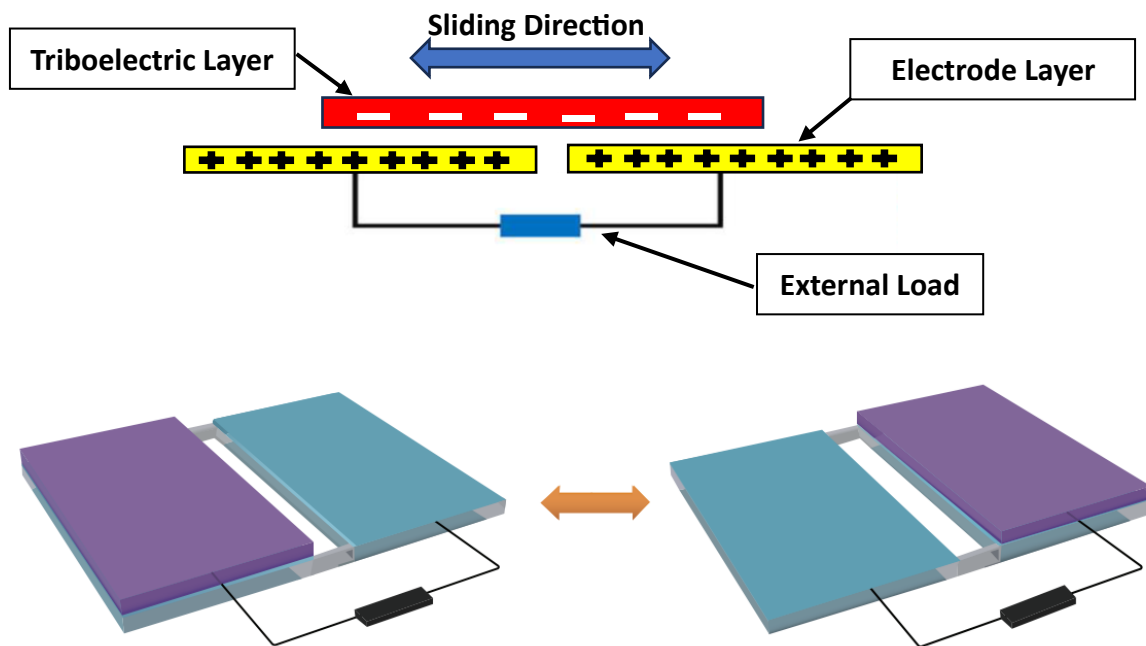 Sliding Direction
Triboelectric Layer
Electrode Layer
External Load